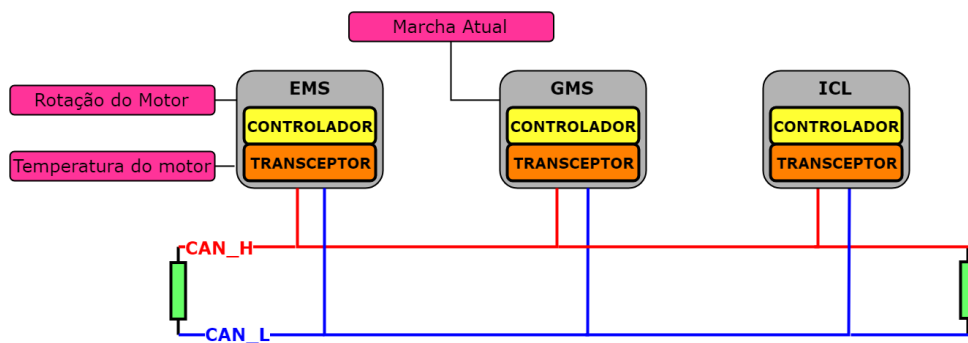 Marcha Atual
EMS
GMS
ICL
Rotação do Motor
CONTROLADOR
CONTROLADOR
CONTROLADOR
Temperatura do motor
TRANSCEPTOR
TRANSCEPTOR
TRANSCEPTOR
CAN_H
CAN_L